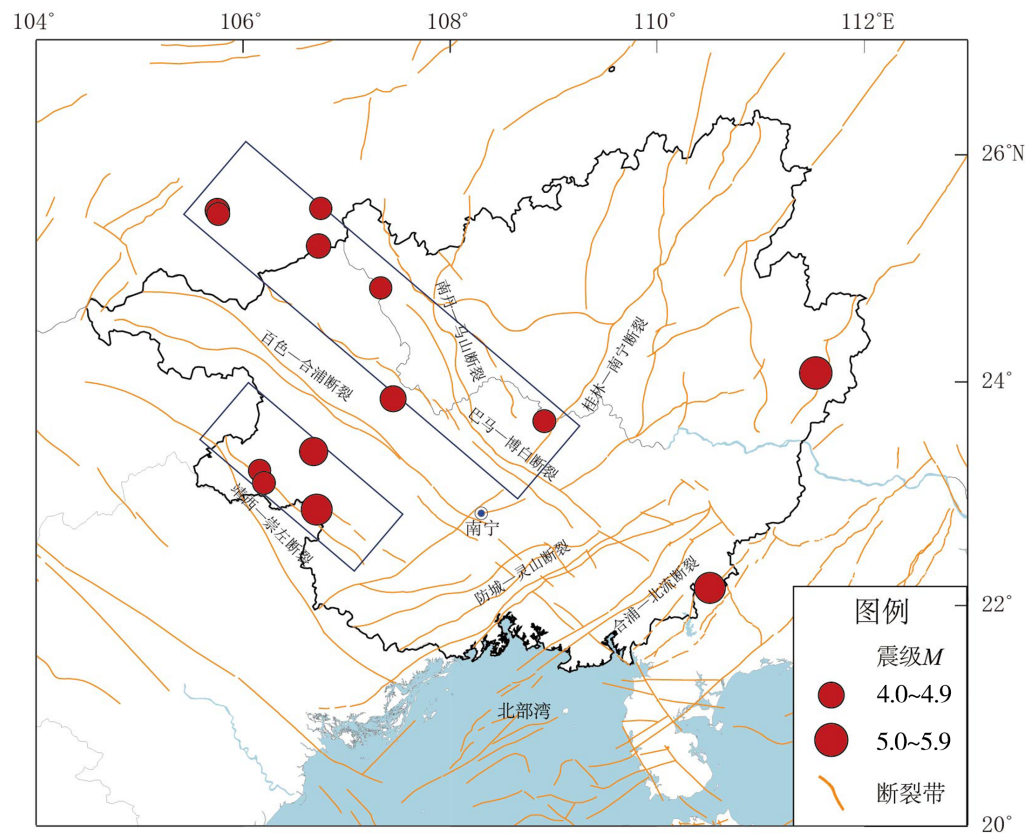 104°
106°
108°
110°
112°E
26°N
24°
22°
20°
南丹—马山断裂
桂林—南宁断裂
百色—合浦断裂
巴马—博白断裂
靖西—崇左断裂
南宁
防城—灵山断裂
合浦—北流断裂
北部湾
图例
震级M
4.0~4.9
5.0~5.9
断裂带